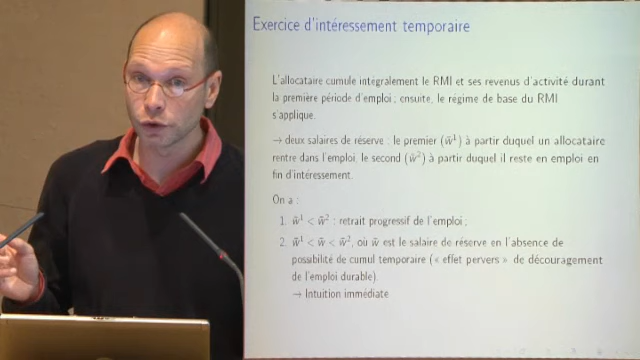 Exercice d'intéressement temporaire
L'allocataire cumule intégralement le RMI et ses revenus d'activité durant
la première période d'emploi ; ensuite, le régime de base du RMI
s'applique.
→ deux salaires de réserve : le premier (w̃¹) à partir duquel un allocataire
rentre dans l'emploi, le second (w̃²) à partir duquel il reste en emploi en
fin d'intéressement.
On a :
1. w̃¹ < w̃² : retrait progressif de l'emploi ;
2. w̃¹ < w̃ < w̃², où w̃ est le salaire de réserve en l'absence de
possibilité de cumul temporaire (« effet pervers » de découragement
de l'emploi durable).
→ Intuition immédiate